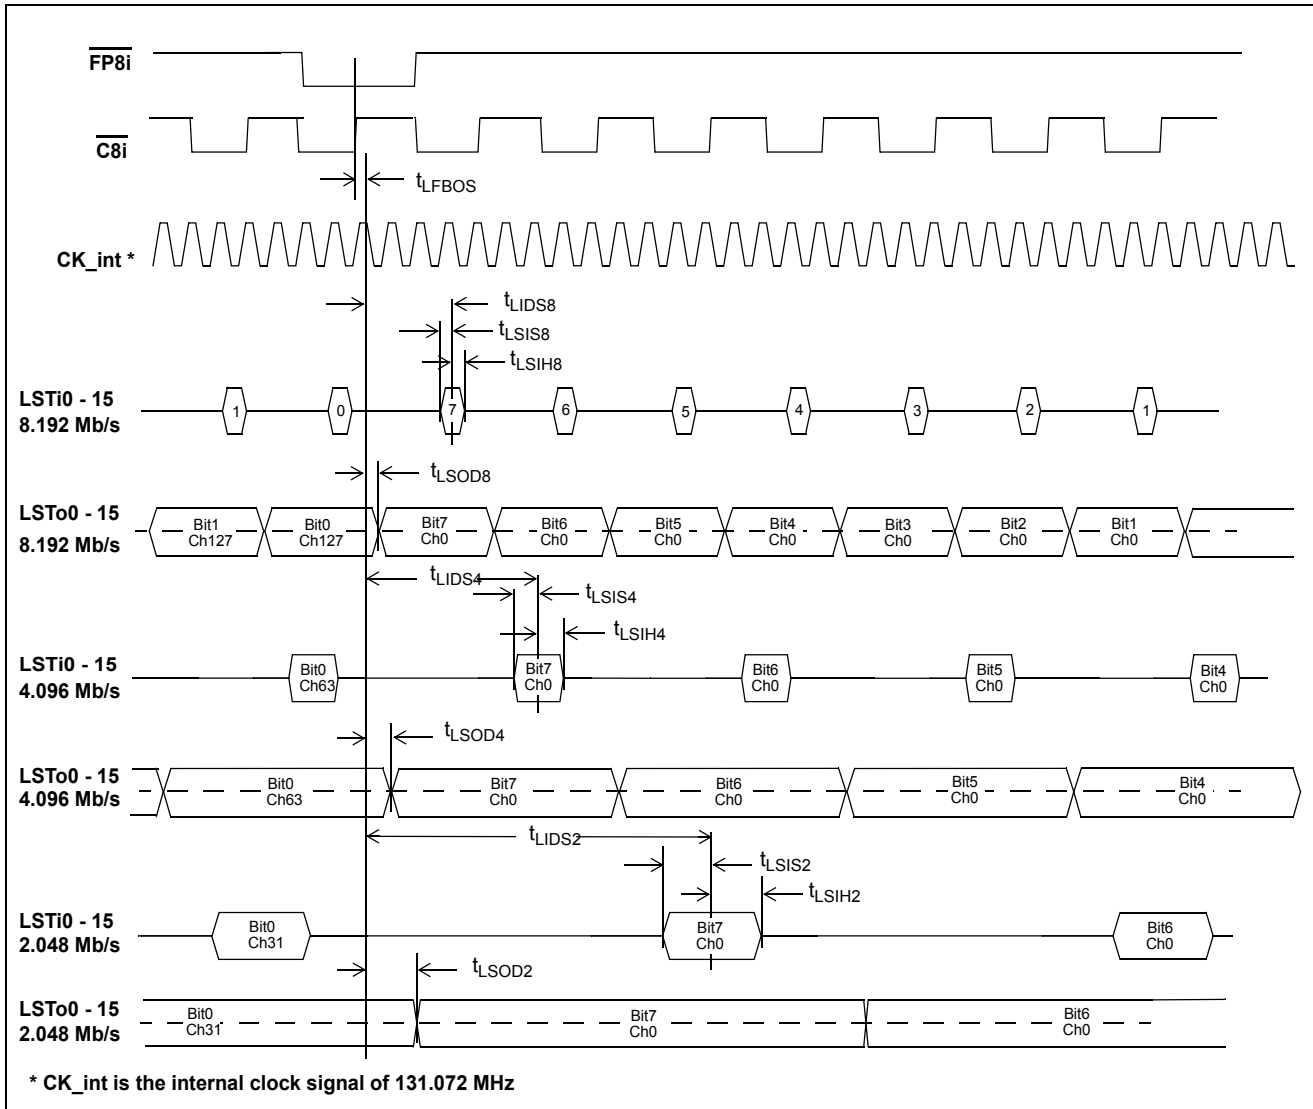 FP8i
C8i
tLFBOS
CK_int *
tLIDS8
tLSIS8
tLSIH8
LSTi0 - 15
8.192 Mb/s
1
0
7
6
5
4
3
2
1
tLSOD8
LSTo0 - 15
8.192 Mb/s
Bit1
Ch127
Bit0
Ch127
Bit7
Ch0
Bit6
Ch0
Bit5
Ch0
Bit4
Ch0
Bit3
Ch0
Bit2
Ch0
Bit1
Ch0
tLIDS4
tLSIS4
tLSIH4
LSTi0 - 15
4.096 Mb/s
Bit0
Ch63
Bit7
Ch0
Bit6
Ch0
Bit5
Ch0
Bit4
Ch0
tLSOD4
LSTo0 - 15
4.096 Mb/s
Bit0
Ch63
Bit7
Ch0
Bit6
Ch0
Bit5
Ch0
Bit4
Ch0
tLIDS2
tLSIS2
tLSIH2
LSTi0 - 15
2.048 Mb/s
Bit0
Ch31
Bit7
Ch0
Bit6
Ch0
tLSOD2
LSTo0 - 15
2.048 Mb/s
Bit0
Ch31
Bit7
Ch0
Bit6
Ch0
* CK_int is the internal clock signal of 131.072 MHz